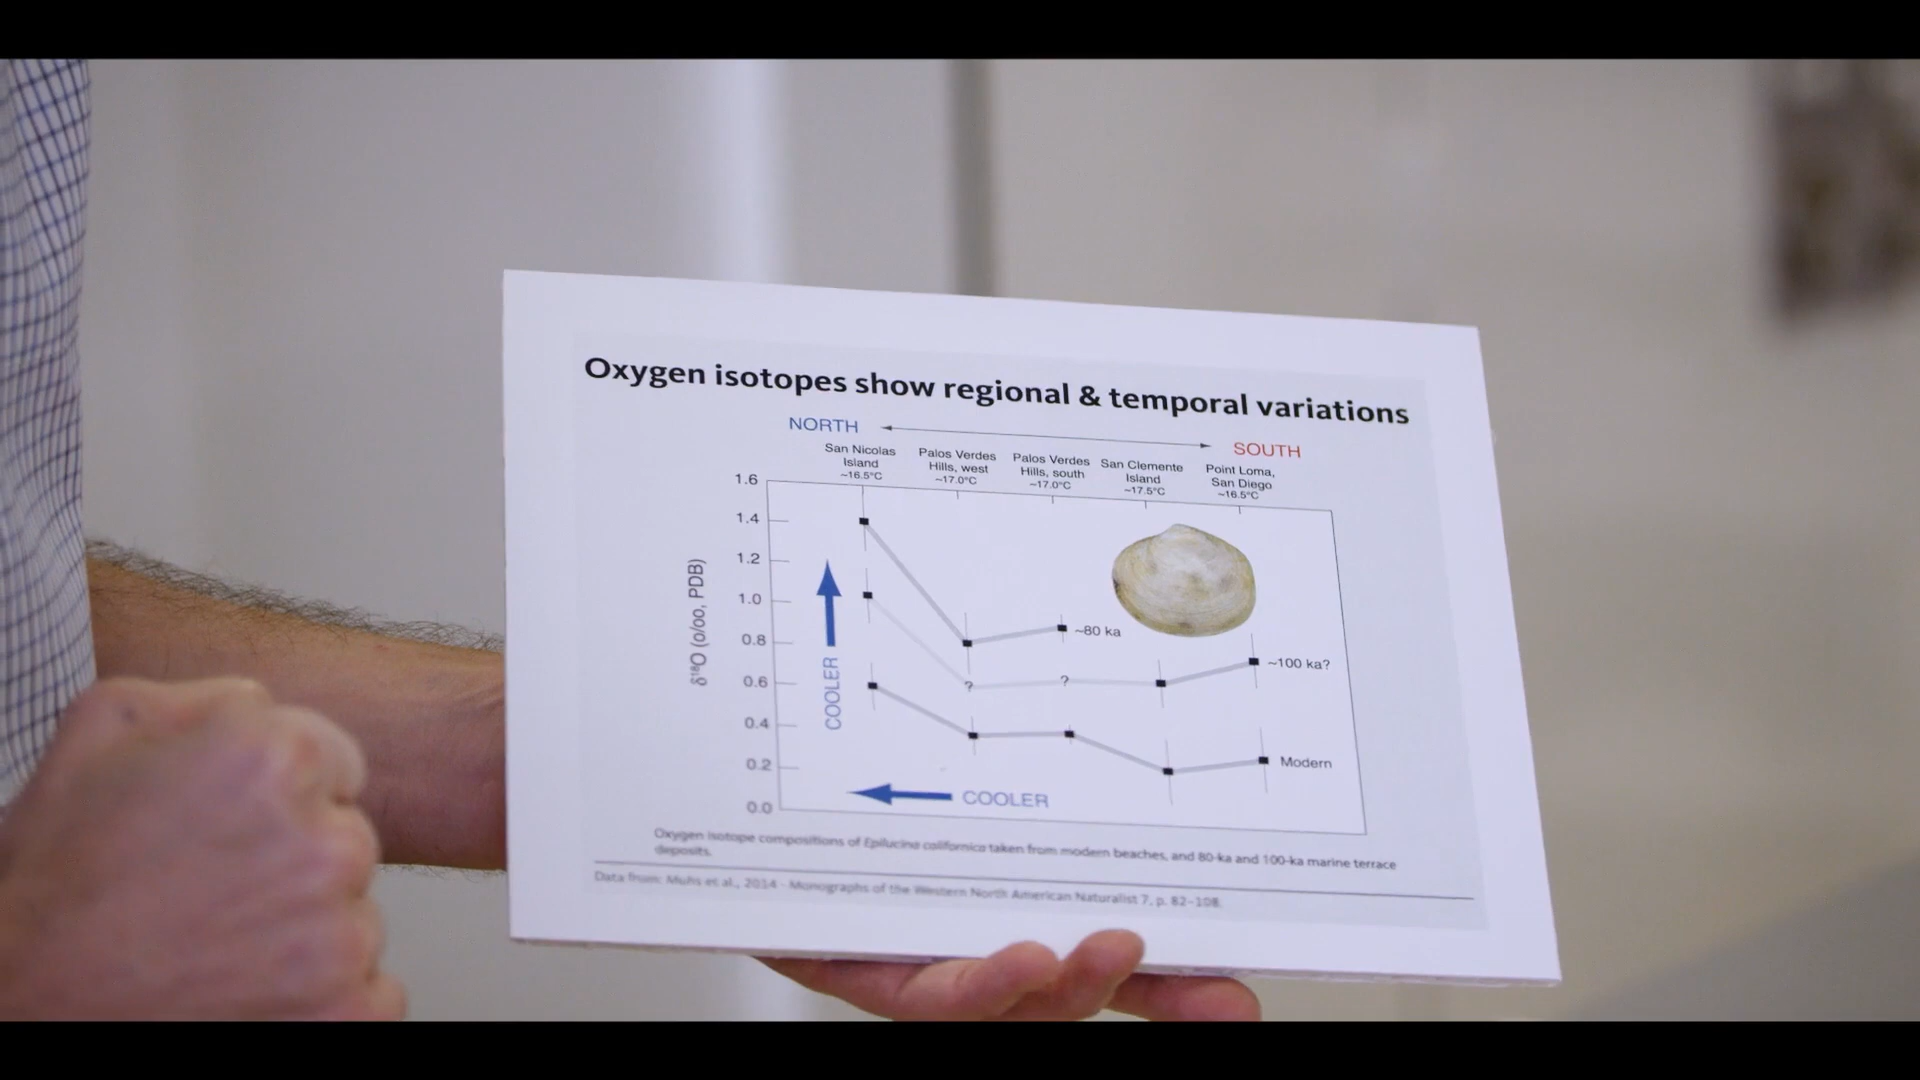 Oxygen isotopes show regional & temporal variations
NORTH
SOUTH
San Nicolas
Island
~16.5°C
Palos Verdes
Hills, west
~17.0°C
Palos Verdes
Hills, south
~17.0°C
San Clemente
Island
~17.5°C
Point Loma,
San Diego
~16.5°C
1.6
1.4
1.2
1.0
0.8
0.6
0.4
0.2
0.0
δ¹⁸O (o/oo, PDB)
COOLER
COOLER
~80 ka
?
?
~100 ka?
Modern
Oxygen isotope compositions of Epilucina californica taken from modern beaches, and 80-ka and 100-ka marine terrace
deposits.
Data from: Muhs et al., 2014 - Monographs of the Western North American Naturalist 7, p. 82–108.